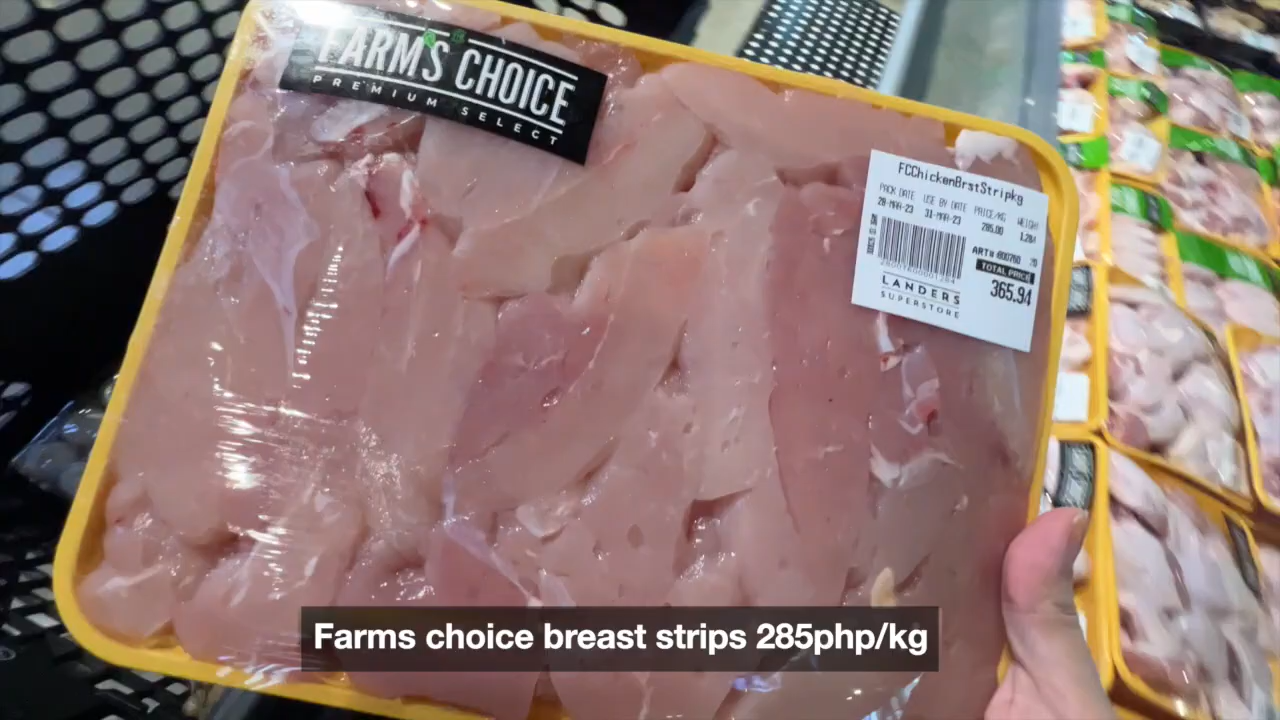 FARM'S CHOICE
PREMIUM SELECT
FCChickenBrstStripkg
PACK DATE USE BY DATE PRICE/KG WEIGHT
28-MAR-23 31-MAR-23 285.00 1.284
ART# 800760
TOTAL PRICE
365.94
LANDERS
SUPERSTORE
Farms choice breast strips 285php/kg